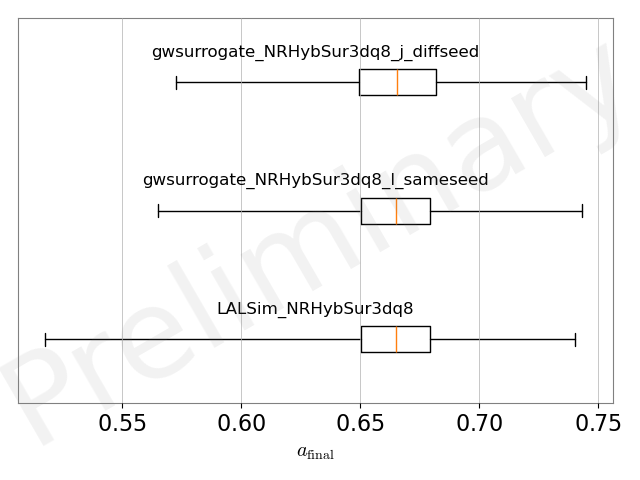 gwsurrogate_NRHybSur3dq8_j_diffseed
gwsurrogate_NRHybSur3dq8_l_sameseed
LALSim_NRHybSur3dq8
0.55 0.60 0.65 0.70 0.75
a_final
Preliminary